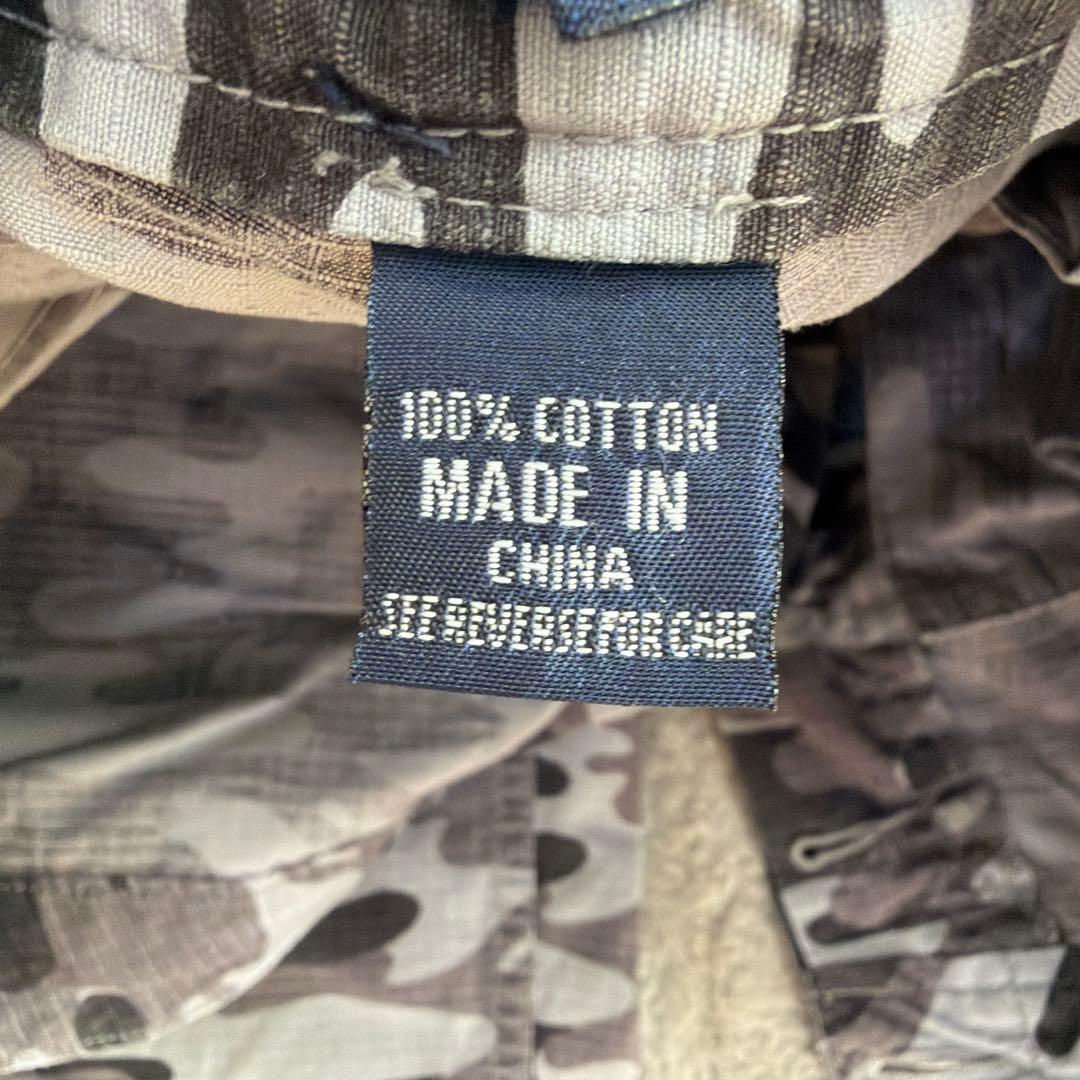 100% COTTON
MADE IN
CHINA
SEE REVERSE FOR CARE